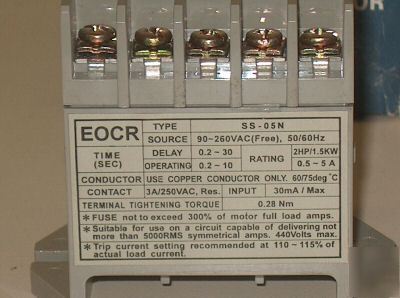 OR
EOCR TYPE SS-05N
SOURCE 90~260VAC(Free), 50/60Hz
TIME (SEC) DELAY 0.2~30 RATING 2HP/1.5KW
OPERATING 0.2~10 0.5~5A
CONDUCTOR USE COPPER CONDUCTOR ONLY. 60/75deg°C
CONTACT 3A/250VAC, Res. INPUT 30mA/Max
TERMINAL TIGHTENING TORQUE 0.28 Nm
* FUSE not to exceed 300% of motor full load amps.
* Suitable for use on a circuit capable of delivering not
more than 5000RMS symmetrical amps. 440Volts max.
* Trip current setting recommended at 110~115% of
actual load current.